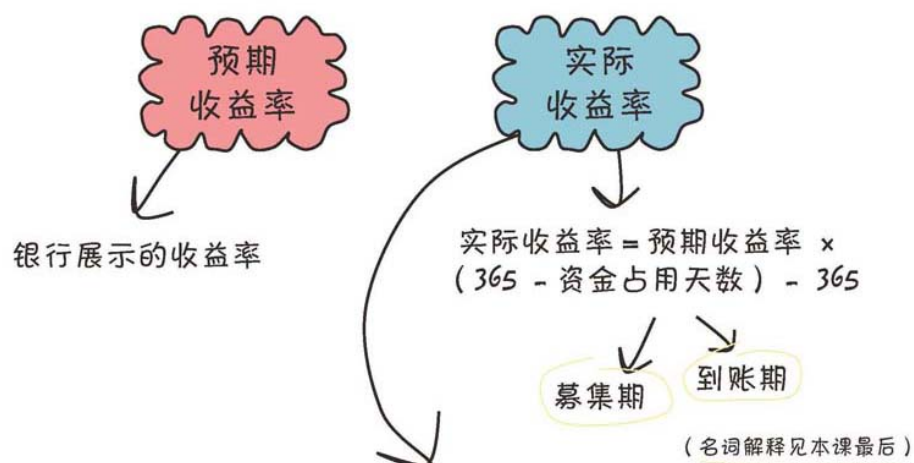 预期
收益率
实际
收益率
银行展示的收益率
实际收益率=预期收益率 ×
(365 - 资金占用天数) - 365
募集期
到账期
(名词解释见本课最后)